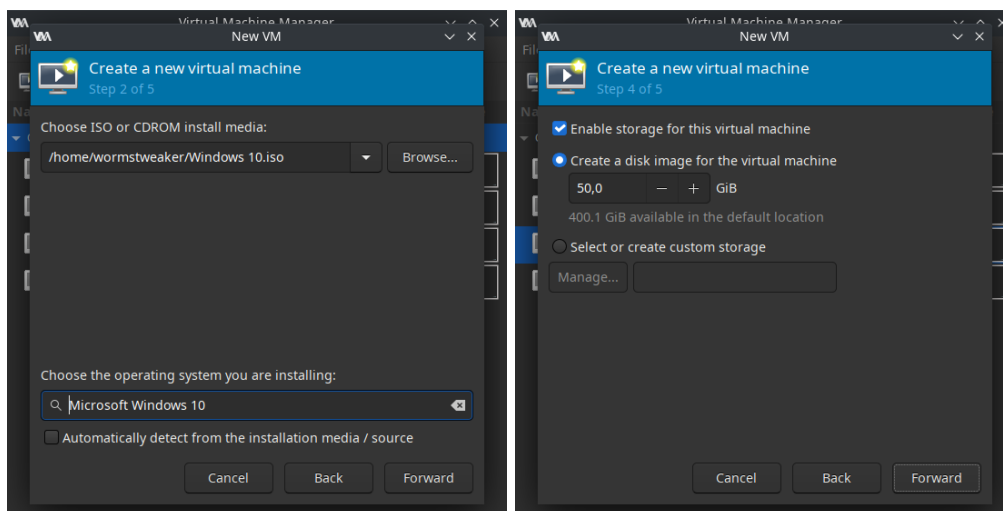 Virtual Machine Manager
New VM
Create a new virtual machine
Step 2 of 5
Choose ISO or CDROM install media:
/home/wormstweaker/Windows 10.iso
Browse...
Choose the operating system you are installing:
Microsoft Windows 10
Automatically detect from the installation media / source
Cancel
Back
Forward
Virtual Machine Manager
New VM
Create a new virtual machine
Step 4 of 5
Enable storage for this virtual machine
Create a disk image for the virtual machine
50,0 GiB
400.1 GiB available in the default location
Select or create custom storage
Manage...
Cancel
Back
Forward